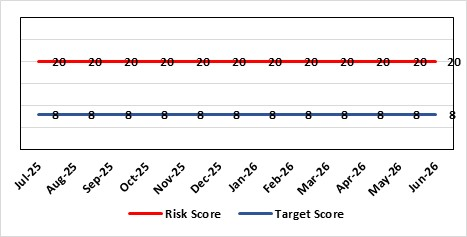 20 20 20 20 20 20 20 20 20 20 20 20
8 8 8 8 8 8 8 8 8 8 8 8
Jul-25 Aug-25 Sep-25 Oct-25 Nov-25 Dec-25 Jan-26 Feb-26 Mar-26 Apr-26 May-26 Jun-26
Risk Score Target Score